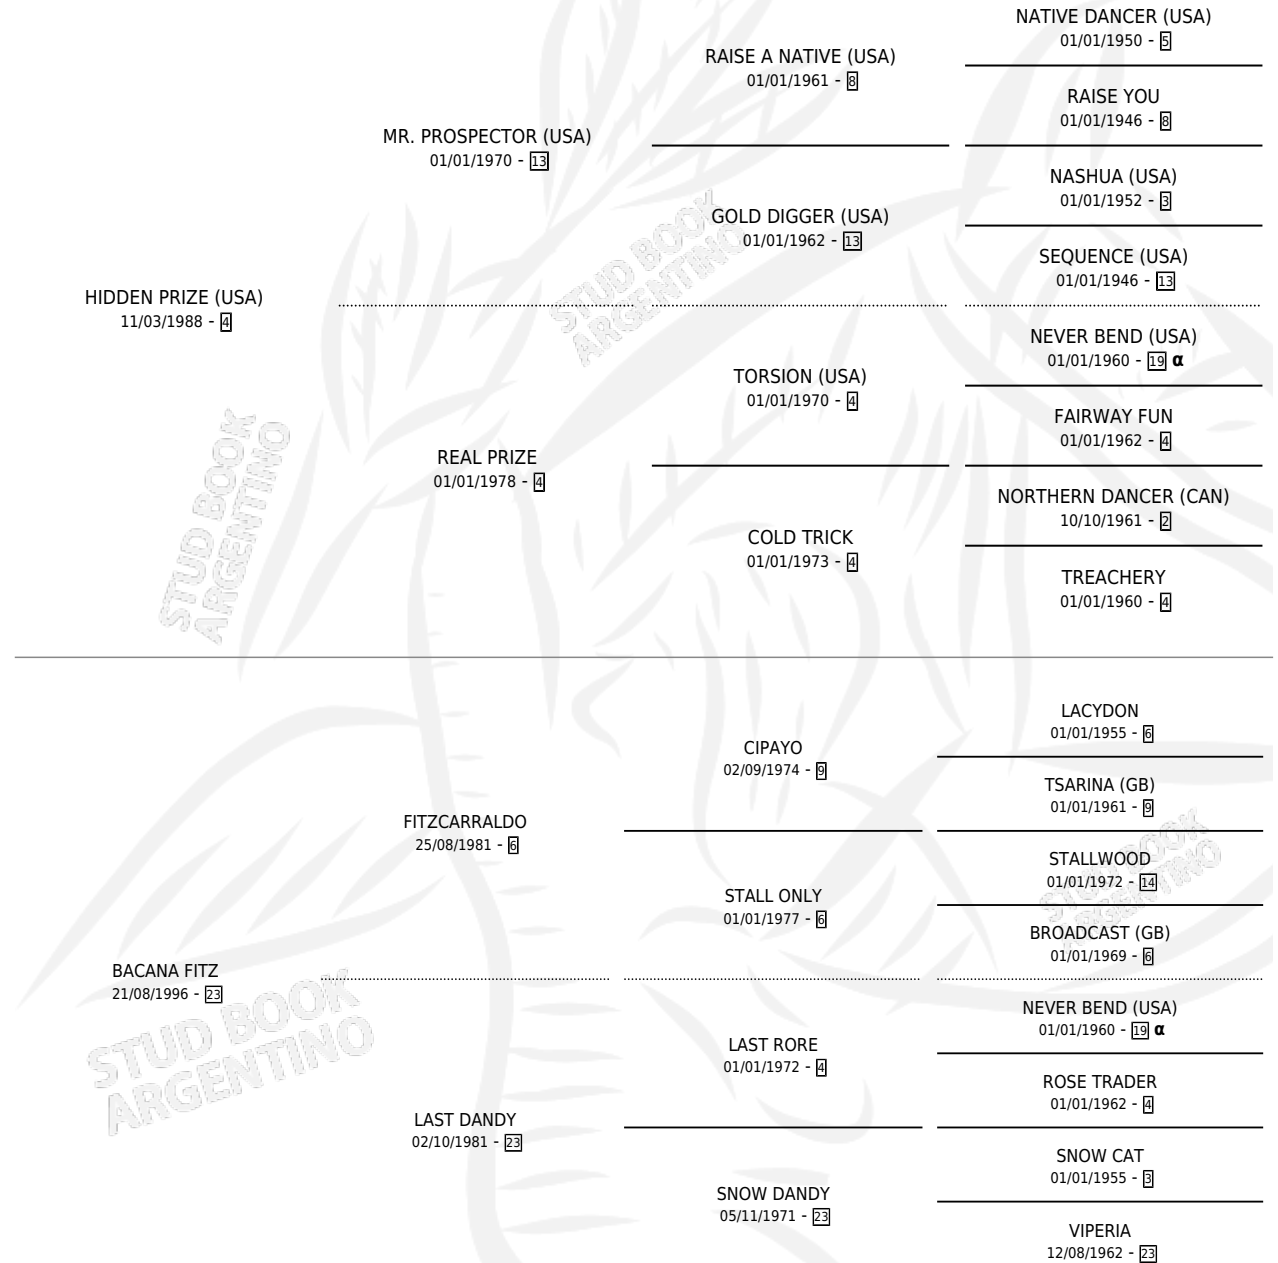 NATIVE DANCER (USA)
01/01/1950 - 5
RAISE A NATIVE (USA)
01/01/1961 - 8
RAISE YOU
01/01/1946 - 8
MR. PROSPECTOR (USA)
01/01/1970 - 13
NASHUA (USA)
01/01/1952 - 3
GOLD DIGGER (USA)
01/01/1962 - 13
SEQUENCE (USA)
01/01/1946 - 13
HIDDEN PRIZE (USA)
11/03/1988 - 4
NEVER BEND (USA)
01/01/1960 - 19 α
TORSION (USA)
01/01/1970 - 4
FAIRWAY FUN
01/01/1962 - 4
REAL PRIZE
01/01/1978 - 4
NORTHERN DANCER (CAN)
10/10/1961 - 2
COLD TRICK
01/01/1973 - 4
TREACHERY
01/01/1960 - 4
LACYDON
01/01/1955 - 6
CIPAYO
02/09/1974 - 9
TSARINA (GB)
01/01/1961 - 9
FITZCARRALDO
25/08/1981 - 6
STALLWOOD
01/01/1972 - 14
STALL ONLY
01/01/1977 - 6
BROADCAST (GB)
01/01/1969 - 6
BACANA FITZ
21/08/1996 - 23
NEVER BEND (USA)
01/01/1960 - 19 α
LAST RORE
01/01/1972 - 4
ROSE TRADER
01/01/1962 - 4
LAST DANDY
02/10/1981 - 23
SNOW CAT
01/01/1955 - 3
SNOW DANDY
05/11/1971 - 23
VIPERIA
12/08/1962 - 23
STUD BOOK
ARGENTINO
STUD BOOK
ARGENTINO
STUD BOOK
ARGENTINO
STUD BOOK
ARGENTINO